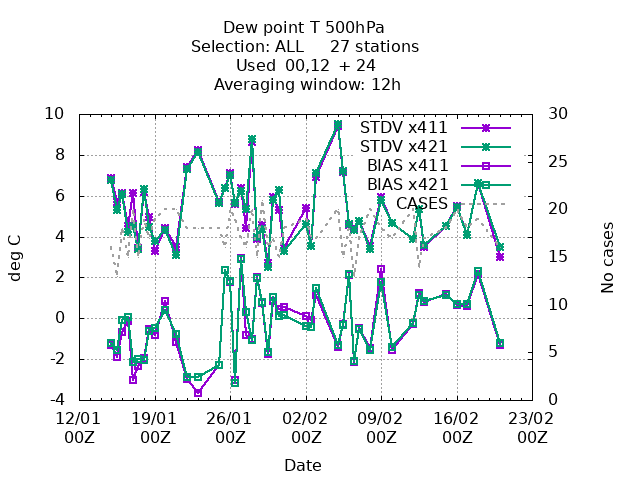 Dew point T 500hPa
Selection: ALL 27 stations
Used 00,12 + 24
Averaging window: 12h
10 30
8 25
6 20
4 15
2 10
0 5
-2 0
-4
STDV x411
STDV x421
BIAS x411
BIAS x421
CASES
deg C
No cases
12/01 19/01 26/01 02/02 09/02 16/02 23/02
00Z 00Z 00Z 00Z 00Z 00Z 00Z
Date